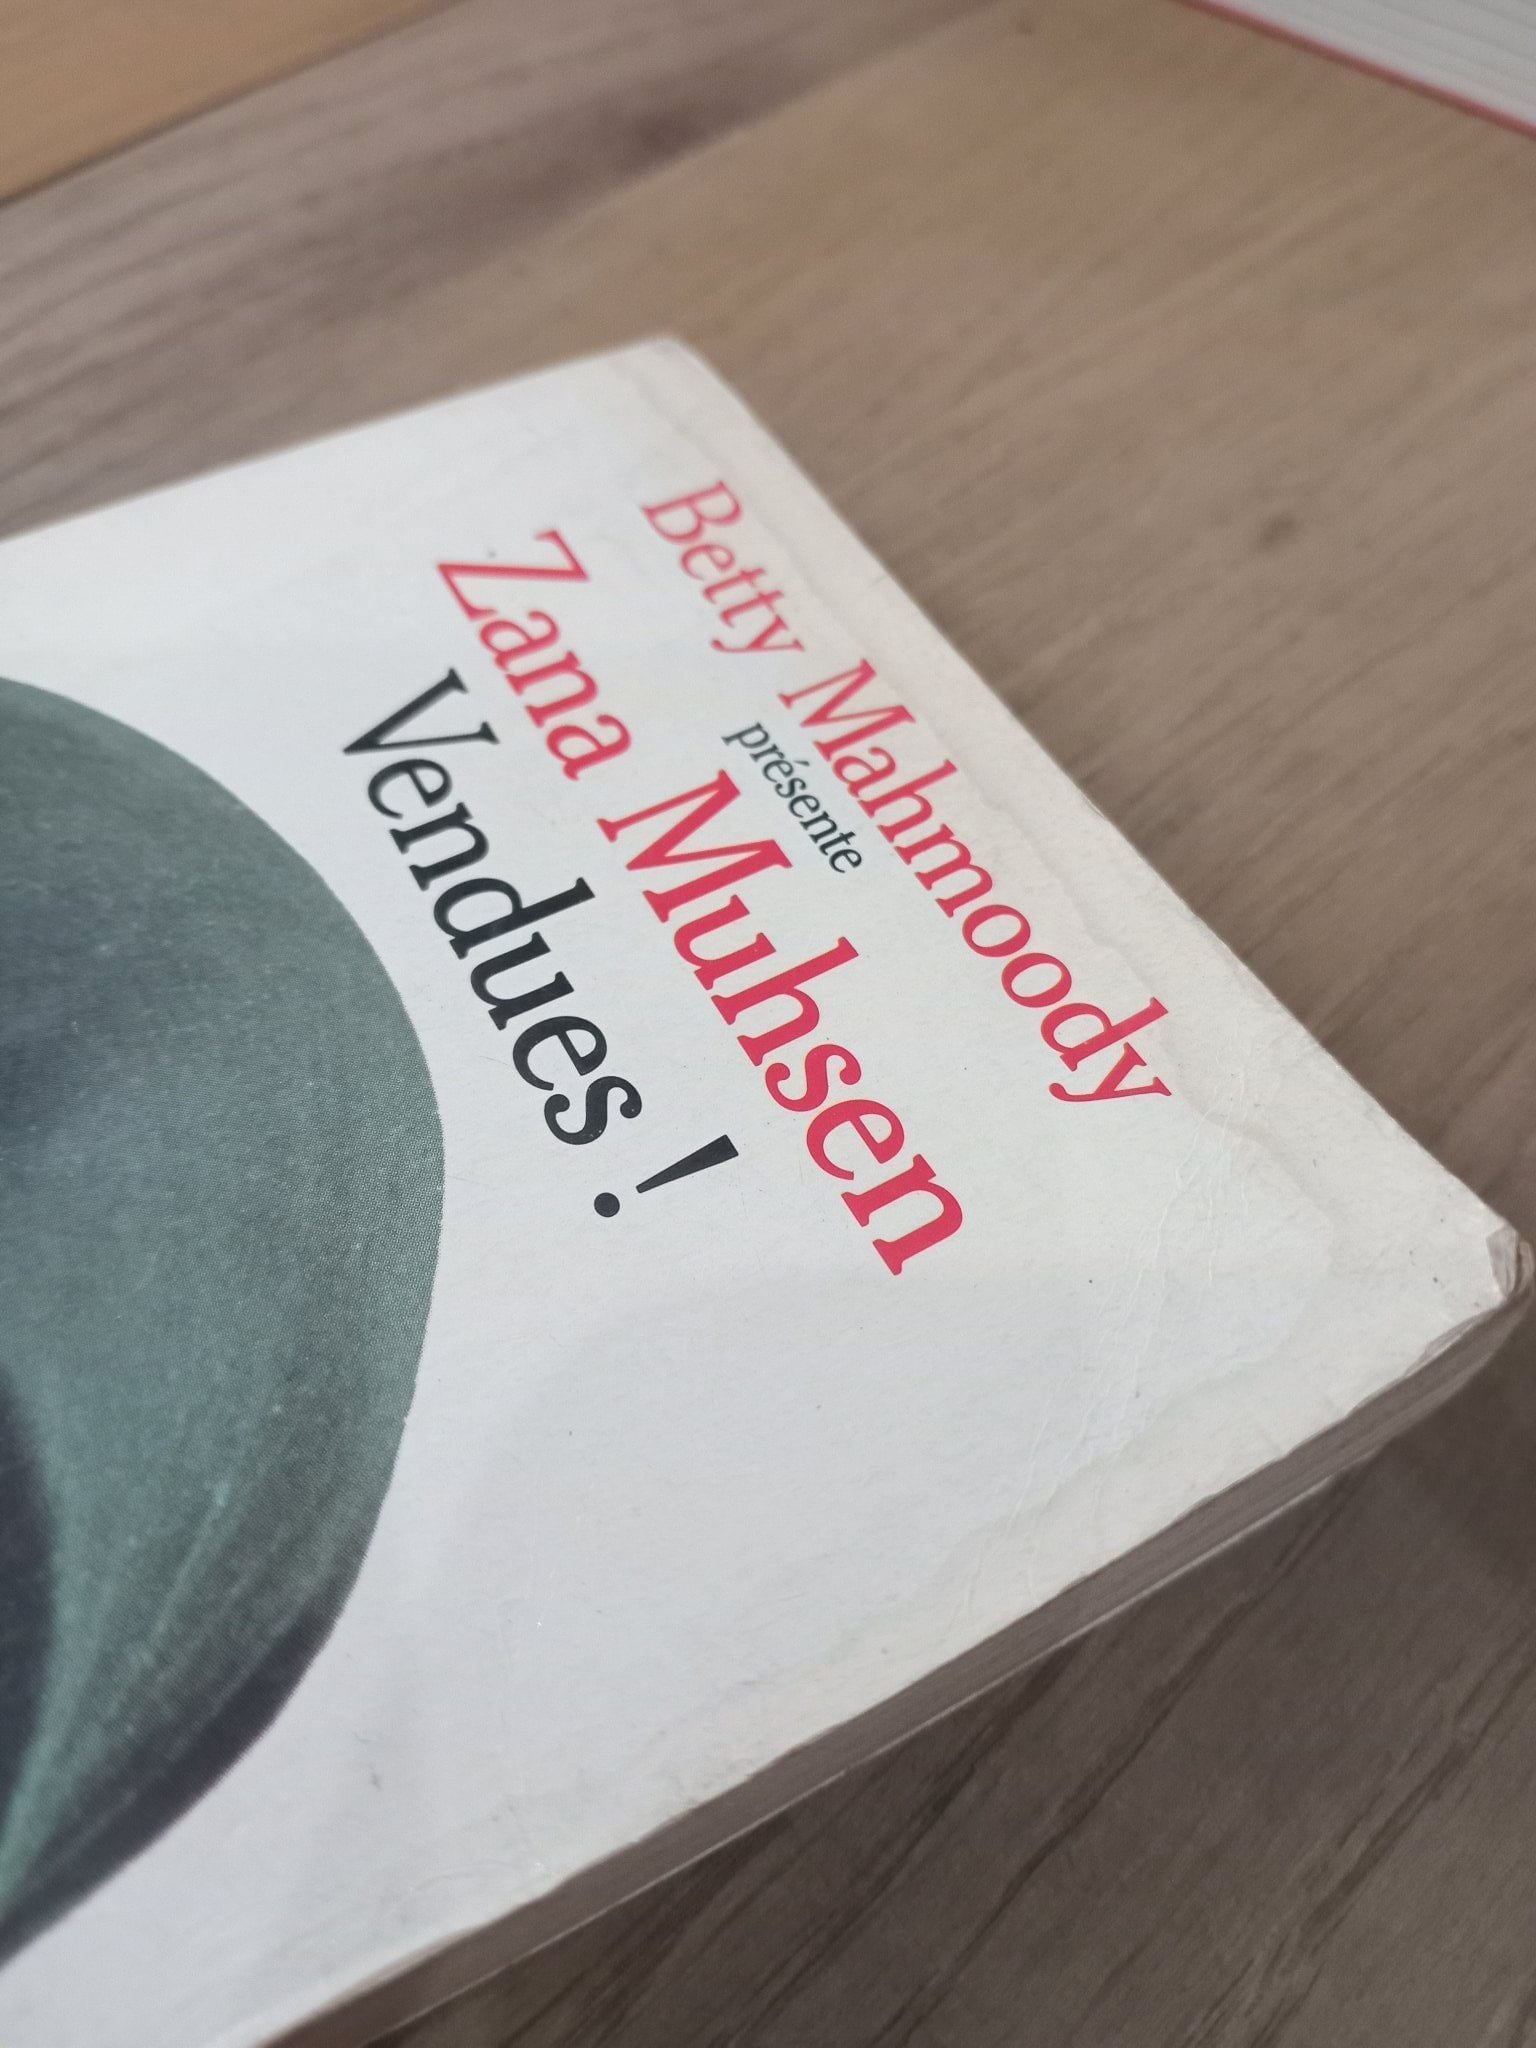 Betty Mahmoody
présente
Zana Muhsen
Vendues !